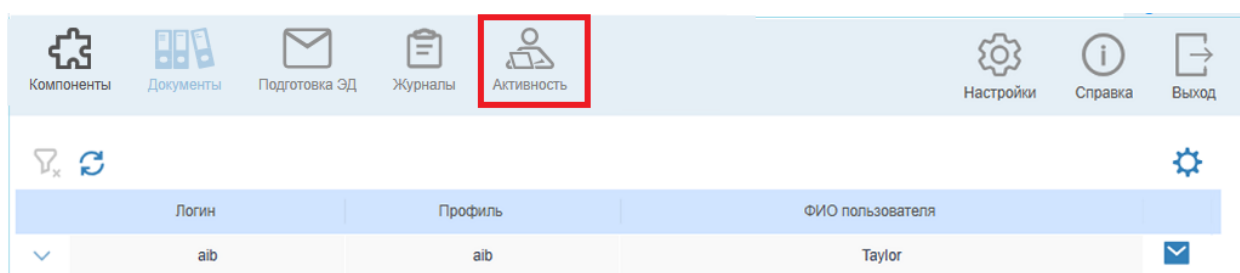 Компоненты Документы Подготовка ЭД Журналы Активность Настройки Справка Выход
Логин Профиль ФИО пользователя
aib aib Taylor